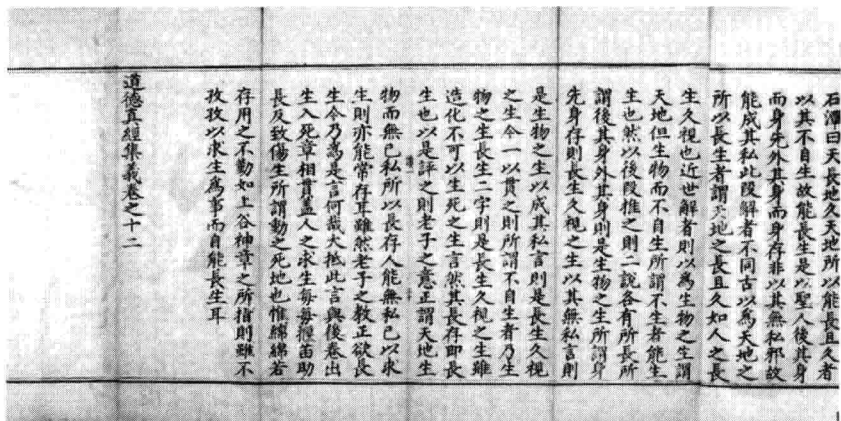 石潭曰天長地久天地所以能長且久者
以其不自生故能長生是以聖人後其身
而身先外其身而身存非以其無私邪故
能成其私此段解者不同古以為天地之
所以長生者謂天地之長且久如人之長
生久視也近世解者則以為生物之生謂
天地但生物而不自生所謂不生者能生
生也然以後段推之則二說各有所長所
謂後其身外其身則是生物之生所謂身
先身存則長生久視之生以其無私言則
是生物之生以成其私言則是長生久視
之生今一以貫之則所謂不自生者乃生
物之生長生二字則是長生久視之生雖
造化不可以生死之生言然其長存即長
生也以是評之則老子之意正謂天地生
物而無已私所以長存人能無私已以求
生則亦能常存耳雖然老子之教正欲長
生今乃為是言何哉大抵此言與後卷出
生入死章相貫蓋人之求生每每揠苗助
長反致傷生所謂動之死地也惟綿綿若
存用之不勤如上谷神章之所指則雖不
孜孜以求生為事而自能長生耳
道德真經集義卷之十二